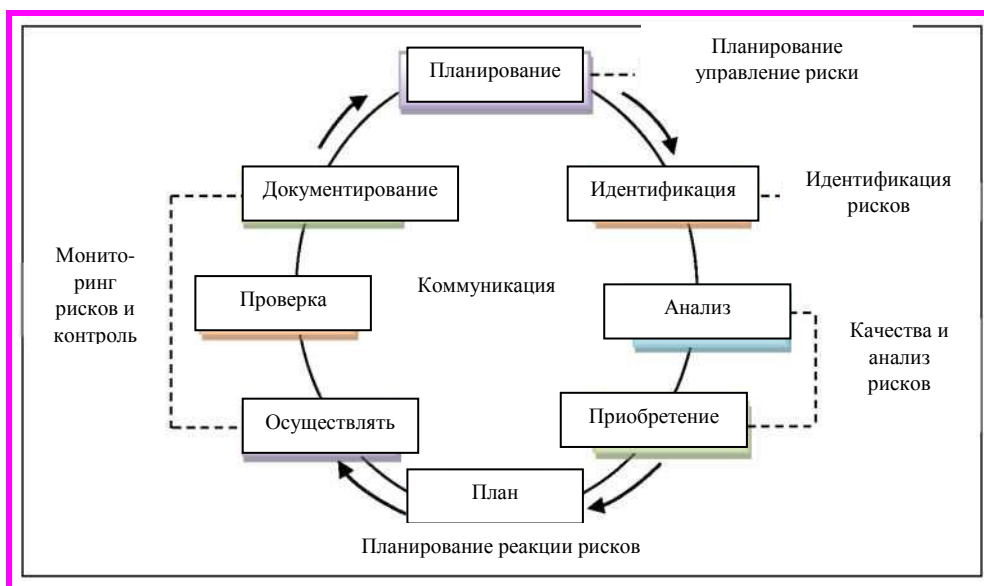 Планирование
Планирование
управление риски
Документирование
Идентификация
Идентификация
рисков
Монито-
ринг
рисков и
контроль
Проверка
Коммуникация
Анализ
Качества и
анализ
рисков
Осуществлять
Приобретение
План
Планирование реакции рисков